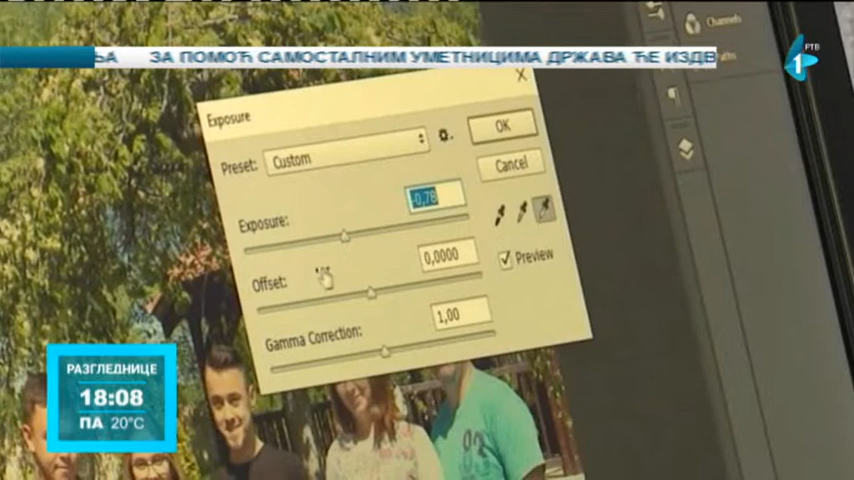 Channels
ЊА ЗА ПОМОЋ САМОСТАЛНИМ УМЕТНИЦИМА ДРЖАВА ЋЕ ИЗДВ
РТВ
1
Exposure
Preset: Custom
OK
Cancel
Exposure: -0,78
Offset: 0,0000
Preview
Gamma Correction: 1,00
РАЗГЛЕДНИЦЕ
18:08
ПА 20°C